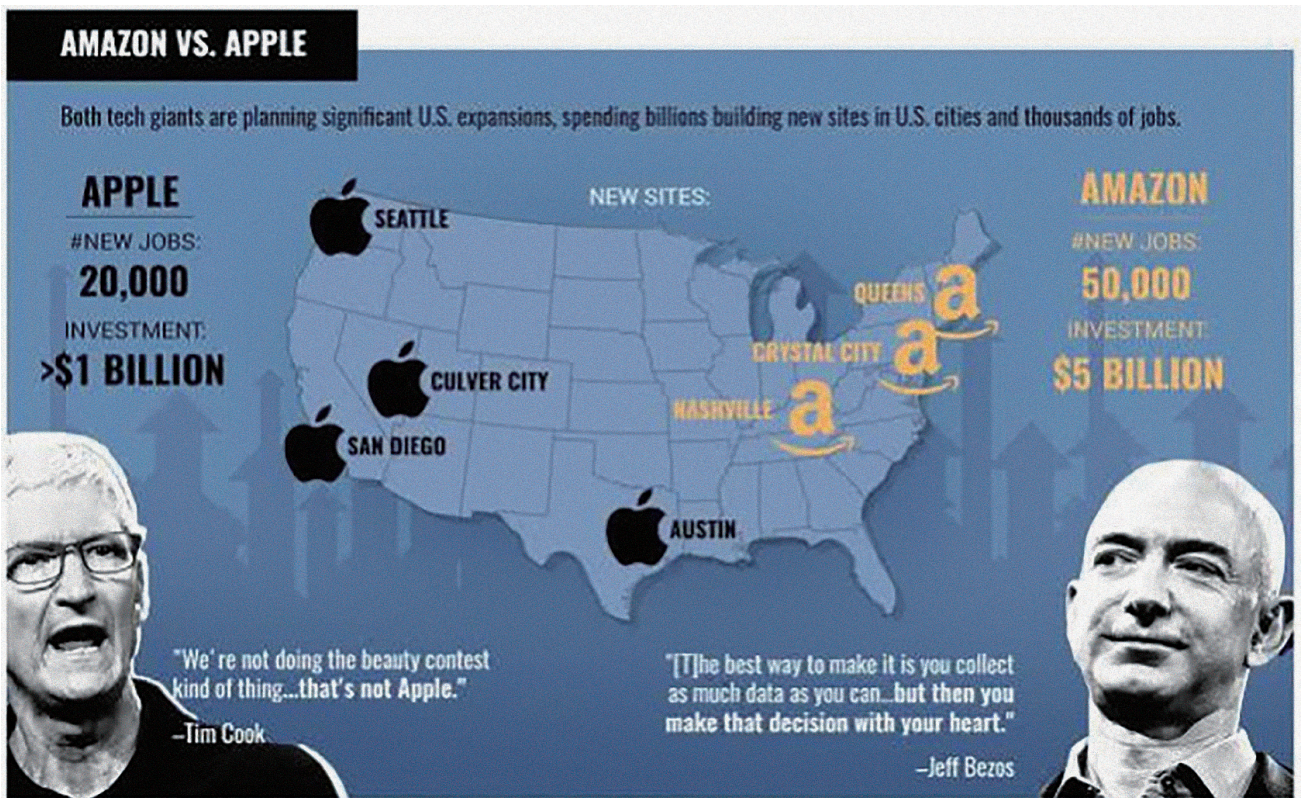 AMAZON VS. APPLE
Both tech giants are planning significant U.S. expansions, spending billions building new sites in U.S. cities and thousands of jobs.
APPLE
#NEW JOBS:
20,000
INVESTMENT:
>$1 BILLION
NEW SITES:
SEATTLE
CULVER CITY
SAN DIEGO
AUSTIN
QUEENS
CRYSTAL CITY
NASHVILLE
AMAZON
#NEW JOBS:
50,000
INVESTMENT:
$5 BILLION
"We're not doing the beauty contest
kind of thing...that's not Apple."
–Tim Cook
"[T]he best way to make it is you collect
as much data as you can...but then you
make that decision with your heart."
–Jeff Bezos